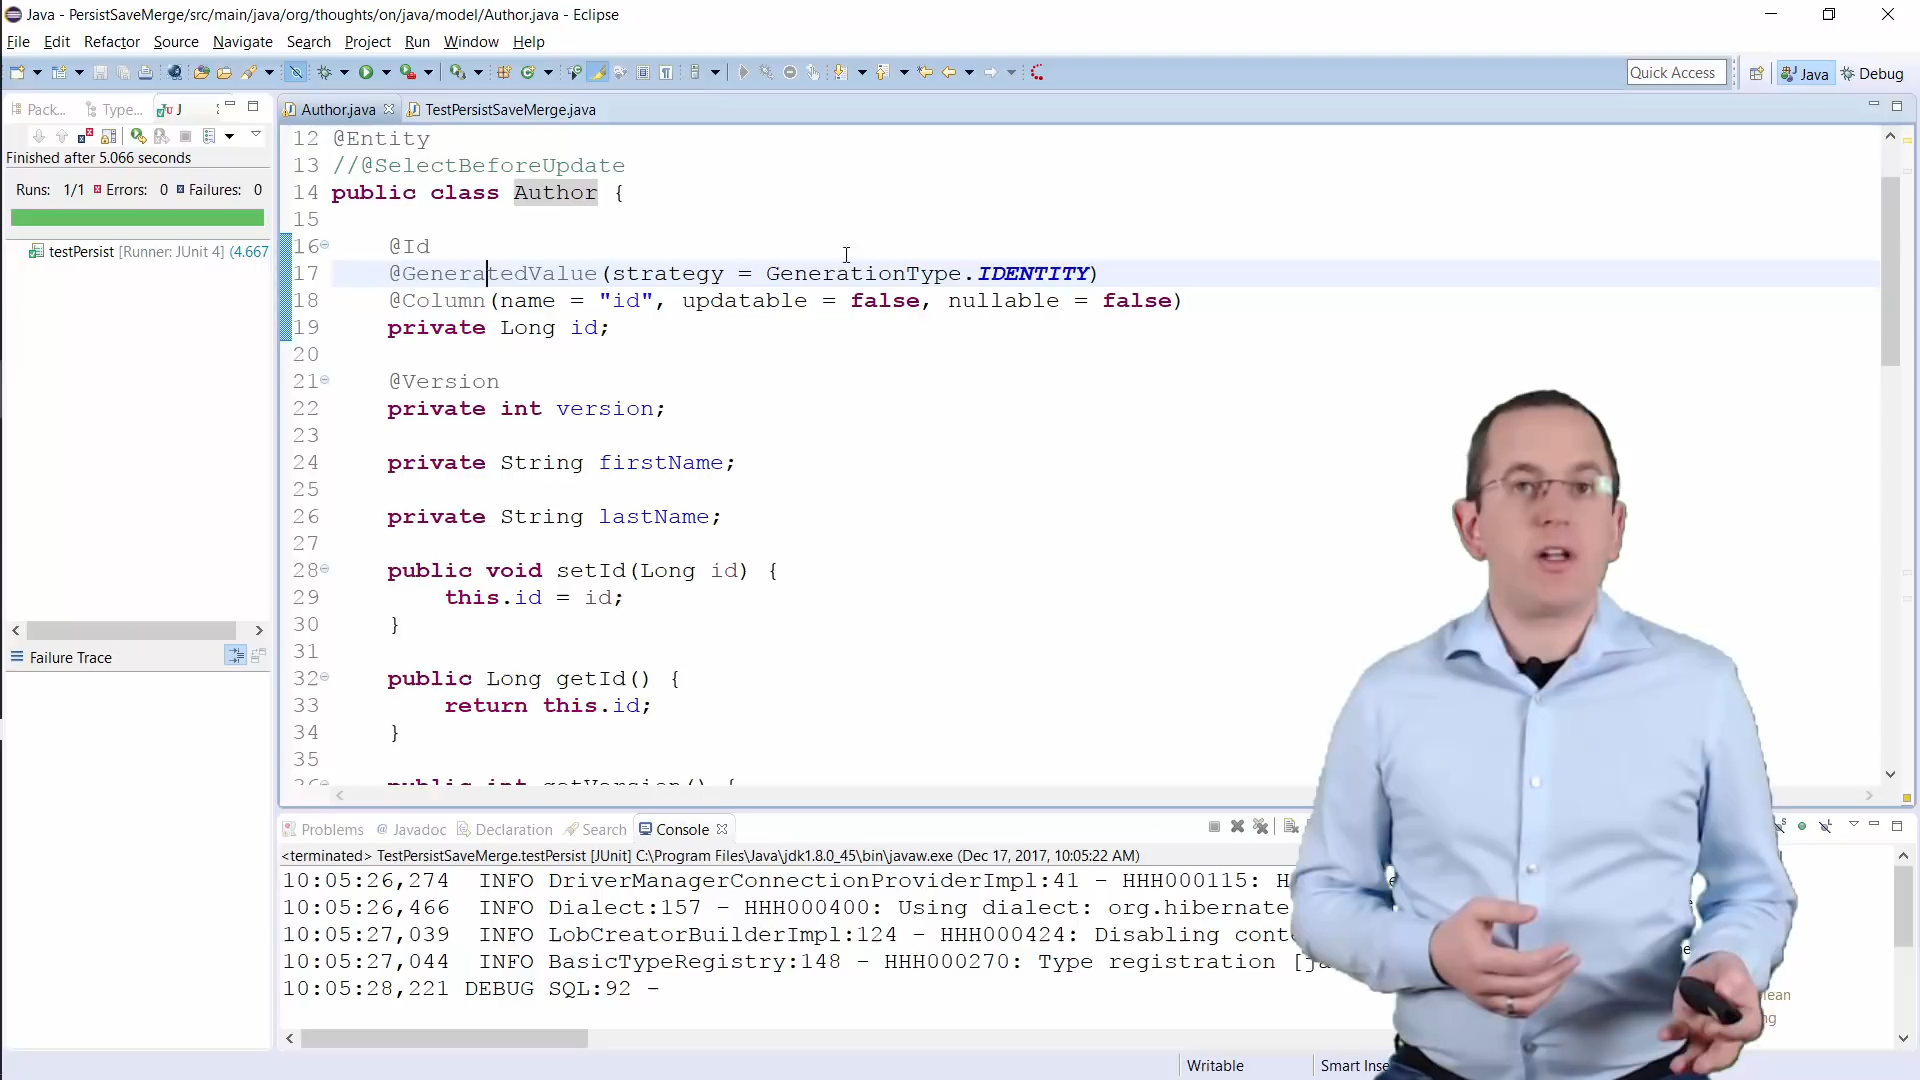 Java - PersistSaveMerge/src/main/java/org/thoughts/on/java/model/Author.java - Eclipse
File Edit Refactor Source Navigate Search Project Run Window Help
Quick Access Java Debug
Pack... Type... J
Author.java TestPersistSaveMerge.java
Finished after 5.066 seconds
Runs: 1/1 Errors: 0 Failures: 0
testPersist [Runner: JUnit 4] (4.667
Failure Trace
12 @Entity
13 //@SelectBeforeUpdate
14 public class Author {
15
16 @Id
17 @GeneratedValue(strategy = GenerationType.IDENTITY)
18 @Column(name = "id", updatable = false, nullable = false)
19 private Long id;
20
21 @Version
22 private int version;
23
24 private String firstName;
25
26 private String lastName;
27
28 public void setId(Long id) {
29 this.id = id;
30 }
31
32 public Long getId() {
33 return this.id;
34 }
35
36 public int getVersion() {
Problems Javadoc Declaration Search Console
<terminated> TestPersistSaveMerge.testPersist [JUnit] C:\Program Files\Java\jdk1.8.0_45\bin\javaw.exe (Dec 17, 2017, 10:05:22 AM)
10:05:26,274 INFO DriverManagerConnectionProviderImpl:41 - HHH000115: H
10:05:26,466 INFO Dialect:157 - HHH000400: Using dialect: org.hibernate
10:05:27,039 INFO LobCreatorBuilderImpl:124 - HHH000424: Disabling cont
10:05:27,044 INFO BasicTypeRegistry:148 - HHH000270: Type registration [ja
10:05:28,221 DEBUG SQL:92 -
Writable Smart Inse